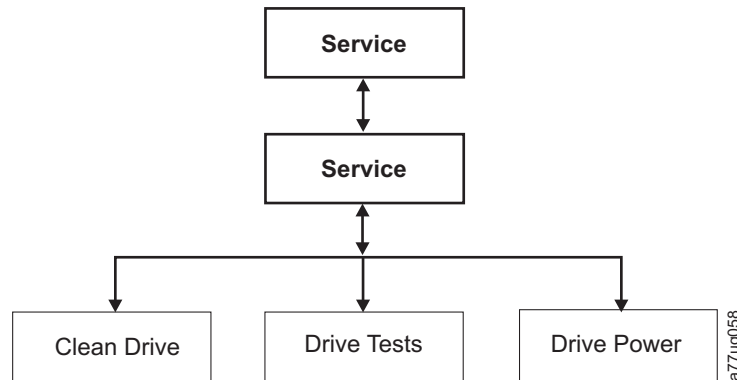 Service
Service
Clean Drive
Drive Tests
Drive Power
a77ug058